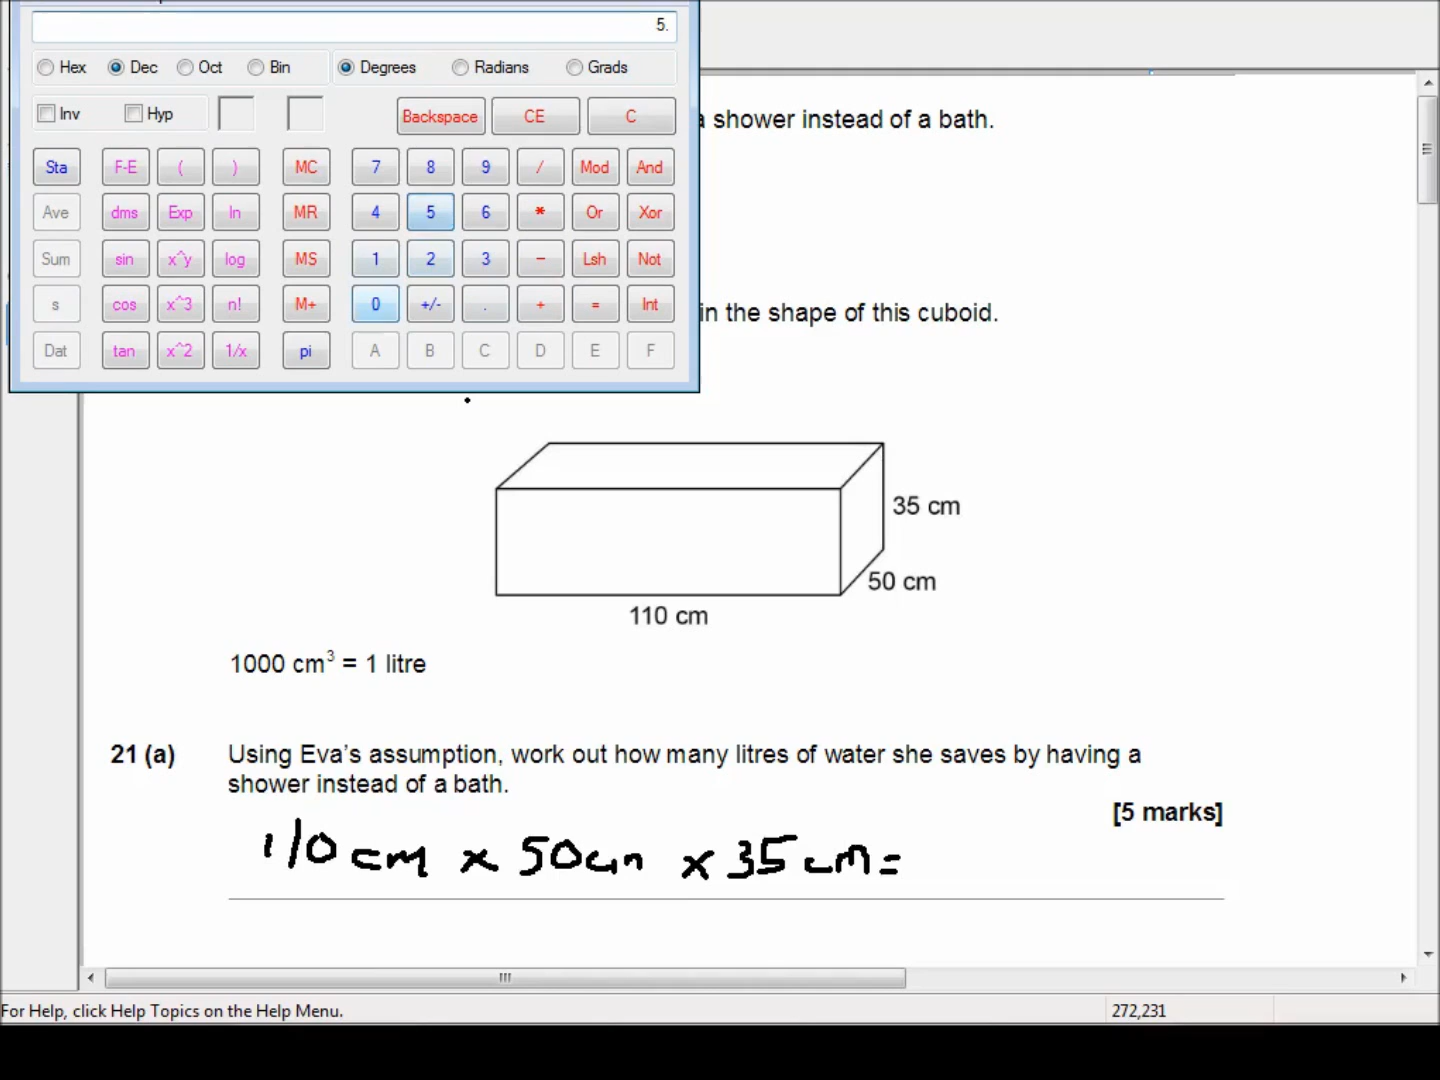 5.
Hex Dec Oct Bin Degrees Radians Grads
Inv Hyp Backspace CE C
Sta F-E ( ) MC 7 8 9 / Mod And
Ave dms Exp ln MR 4 5 6 * Or Xor
Sum sin x^y log MS 1 2 3 - Lsh Not
s cos x^3 n! M+ 0 +/- . + = Int
Dat tan x^2 1/x pi A B C D E F
a shower instead of a bath.
in the shape of this cuboid.
35 cm
50 cm
110 cm
1000 cm³ = 1 litre
21 (a) Using Eva's assumption, work out how many litres of water she saves by having a
shower instead of a bath.
[5 marks]
110 cm x 50cm x 35cm =
For Help, click Help Topics on the Help Menu. 272,231